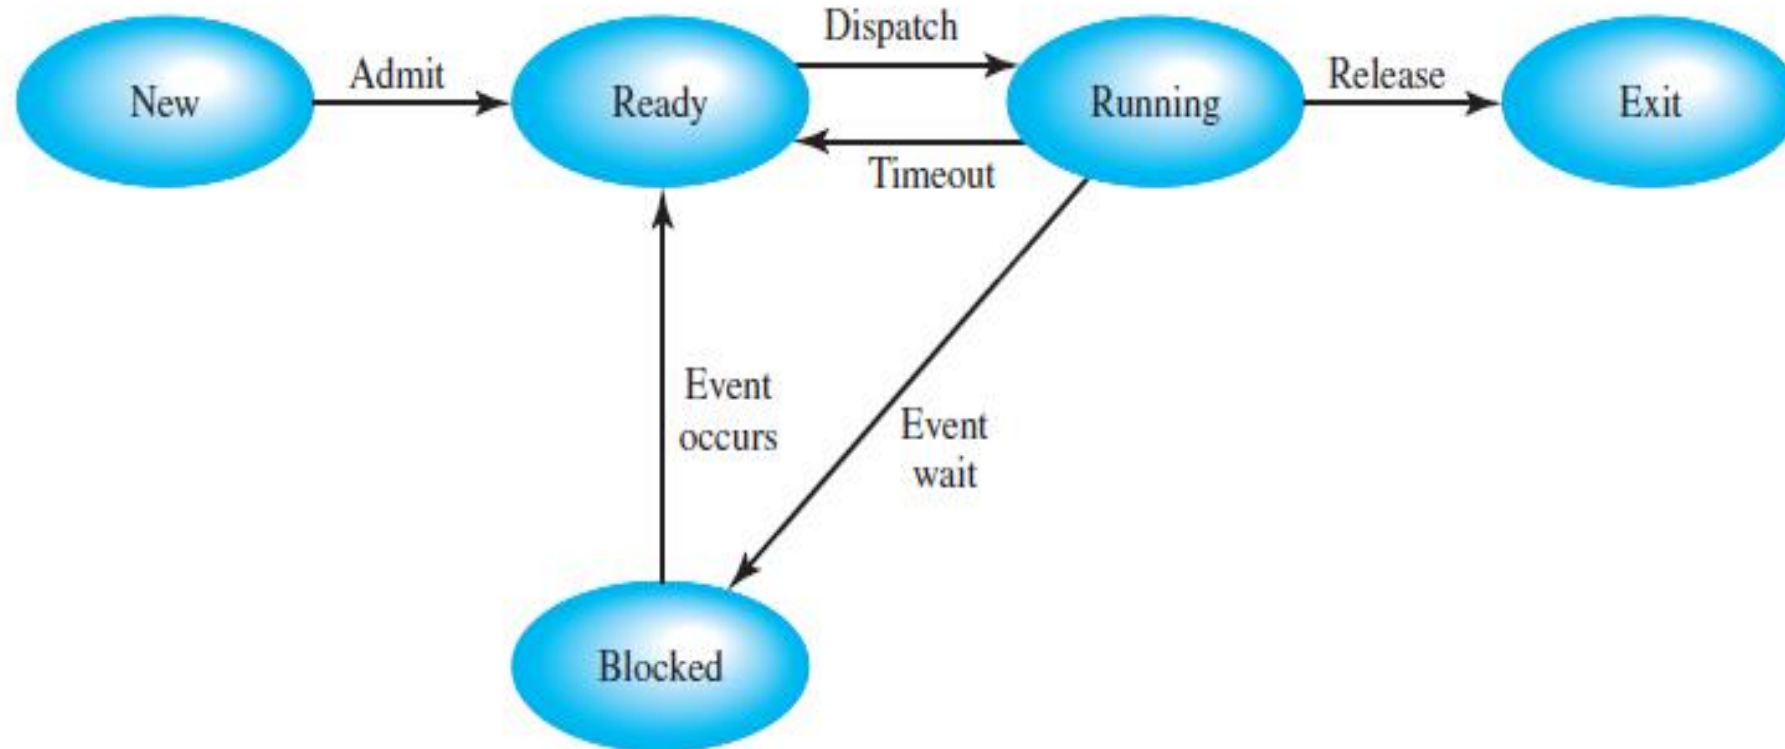 Dispatch
New
Admit
Ready
Running
Release
Exit
Timeout
Event
occurs
Event
wait
Blocked